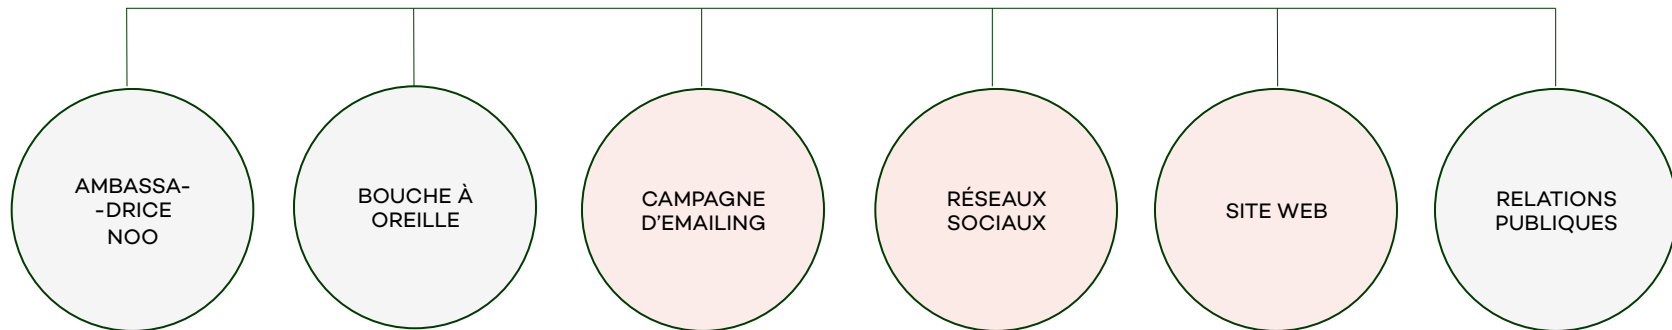 AMBASSA-
-DRICE
NOO
BOUCHE À
OREILLE
CAMPAGNE
D'EMAILING
RÉSEAUX
SOCIAUX
SITE WEB
RELATIONS
PUBLIQUES